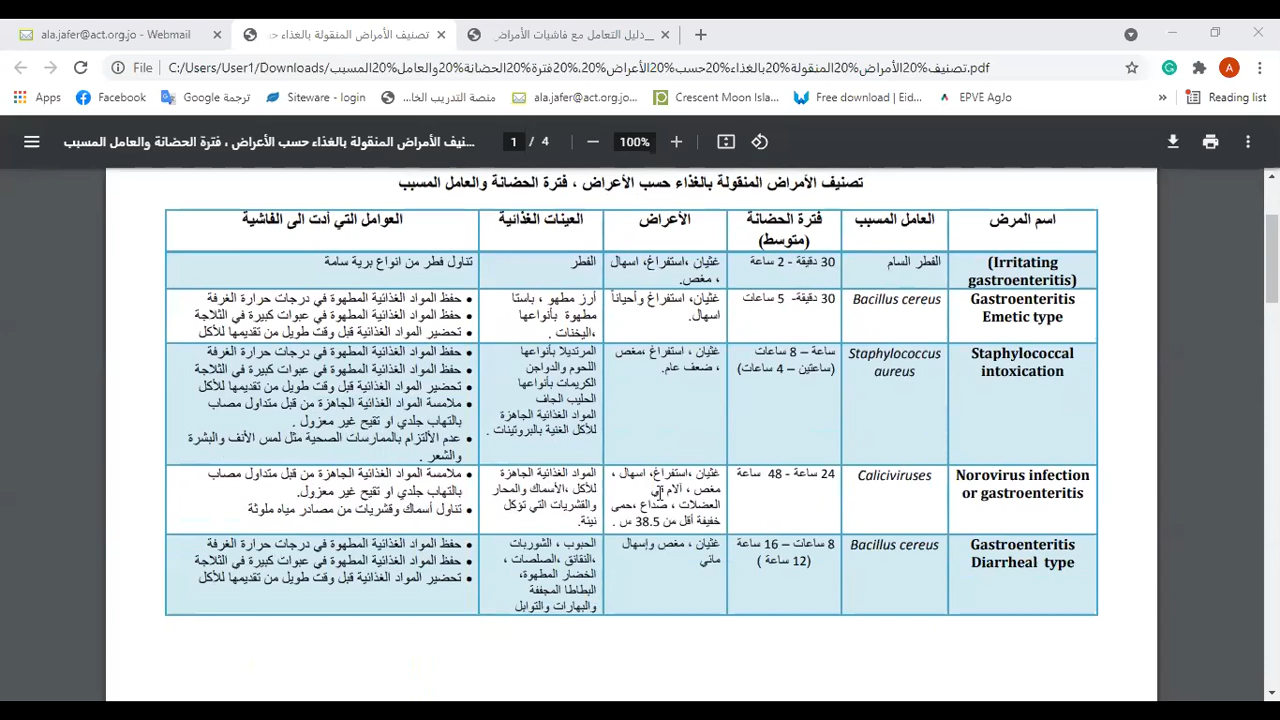 ala.jafer@act.org.jo - Webmail
تصنيف الأمراض المنقولة بالغذاء
دليل التعامل مع فاشيات الأمراض__
File
C:/Users/User1/Downloads/تصنيف%20الأمراض%20المنقولة%20بالغذاء%20حسب%20الأعراض%20.%20فترة%20الحضانة%20والعامل%20المسبب.pdf
A
Apps
Facebook
ترجمة Google
Siteware - login
منصة التدريب الخا...
ala.jafer@act.org.jo...
Crescent Moon Isla...
Free download | Eid...
EPVE AgJo
»
Reading list
...نيف الأمراض المنقولة بالغذاء حسب الأعراض ، فترة الحضانة والعامل المسبب
1 / 4
100%
تصنيف الأمراض المنقولة بالغذاء حسب الأعراض ، فترة الحضانة والعامل المسبب
اسم المرض
العامل المسبب
فترة الحضانة
(متوسط)
الأعراض
العينات الغذائية
العوامل التي أدت الى الفاشية
(Irritating
gastroenteritis)
الفطر السام
30 دقيقة - 2 ساعة
غثيان ،استفراغ، اسهال
، مغص.
الفطر
تناول فطر من انواع برية سامة
Gastroenteritis
Emetic type
Bacillus cereus
30 دقيقة- 5 ساعات
غثيان، استفراغ وأحياناً
اسهال.
أرز مطهو ، باستا
مطهوة بأنواعها
،اليخنات .
• حفظ المواد الغذائية المطهوة في درجات حرارة الغرفة
• حفظ المواد الغذائية المطهوة في عبوات كبيرة في الثلاجة
• تحضير المواد الغذائية قبل وقت طويل من تقديمها للأكل
Staphylococcal
intoxication
Staphylococcus
aureus
ساعة – 8 ساعات
(ساعتين – 4 ساعات)
غثيان ، استفراغ ،مغص
، ضعف عام.
المرتديلا بأنواعها
اللحوم والدواجن
الكريمات بأنواعها
الحليب الجاف
المواد الغذائية الجاهزة
للأكل الغنية بالبروتينات .
• حفظ المواد الغذائية المطهوة في درجات حرارة الغرفة
• حفظ المواد الغذائية المطهوة في عبوات كبيرة في الثلاجة
• تحضير المواد الغذائية قبل وقت طويل من تقديمها للأكل
• ملامسة المواد الغذائية الجاهزة من قبل متداول مصاب
بالتهاب جلدي او تقيح غير معزول .
• عدم الألتزام بالممارسات الصحية مثل لمس الأنف والبشرة
والشعر .
Norovirus infection
or gastroenteritis
Caliciviruses
24 ساعة - 48 ساعة
غثيان ،استفراغ، اسهال ،
مغص ، آلام في
العضلات ، صداع ،حمى
خفيفة أقل من 38.5 س .
المواد الغذائية الجاهزة
للأكل ،الأسماك والمحار
والقشريات التي تؤكل
نيئة.
• ملامسة المواد الغذائية الجاهزة من قبل متداول مصاب
بالتهاب جلدي او تقيح غير معزول.
• تناول أسماك وقشريات من مصادر مياه ملوثة
Gastroenteritis
Diarrheal type
Bacillus cereus
8 ساعات – 16 ساعة
(12 ساعة )
غثيان ، مغص وإسهال
مائي
الحبوب ، الشوربات
،النقانق ، الصلصات ،
الخضار المطهوة،
البطاطا المجففة
والبهارات والتوابل
• حفظ المواد الغذائية المطهوة في درجات حرارة الغرفة
• حفظ المواد الغذائية المطهوة في عبوات كبيرة في الثلاجة
• تحضير المواد الغذائية قبل وقت طويل من تقديمها للأكل